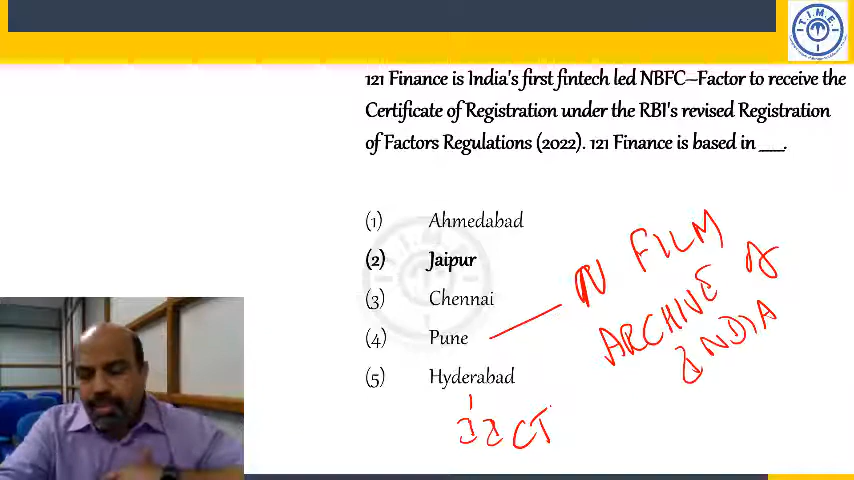 T.I.M.E.
121 Finance is India's first fintech led NBFC–Factor to receive the
Certificate of Registration under the RBI's revised Registration
of Factors Regulations (2022). 121 Finance is based in ___.
(1) Ahmedabad
(2) Jaipur
(3) Chennai
(4) Pune
(5) Hyderabad
N FILM
ARCHIVE OF
INDIA